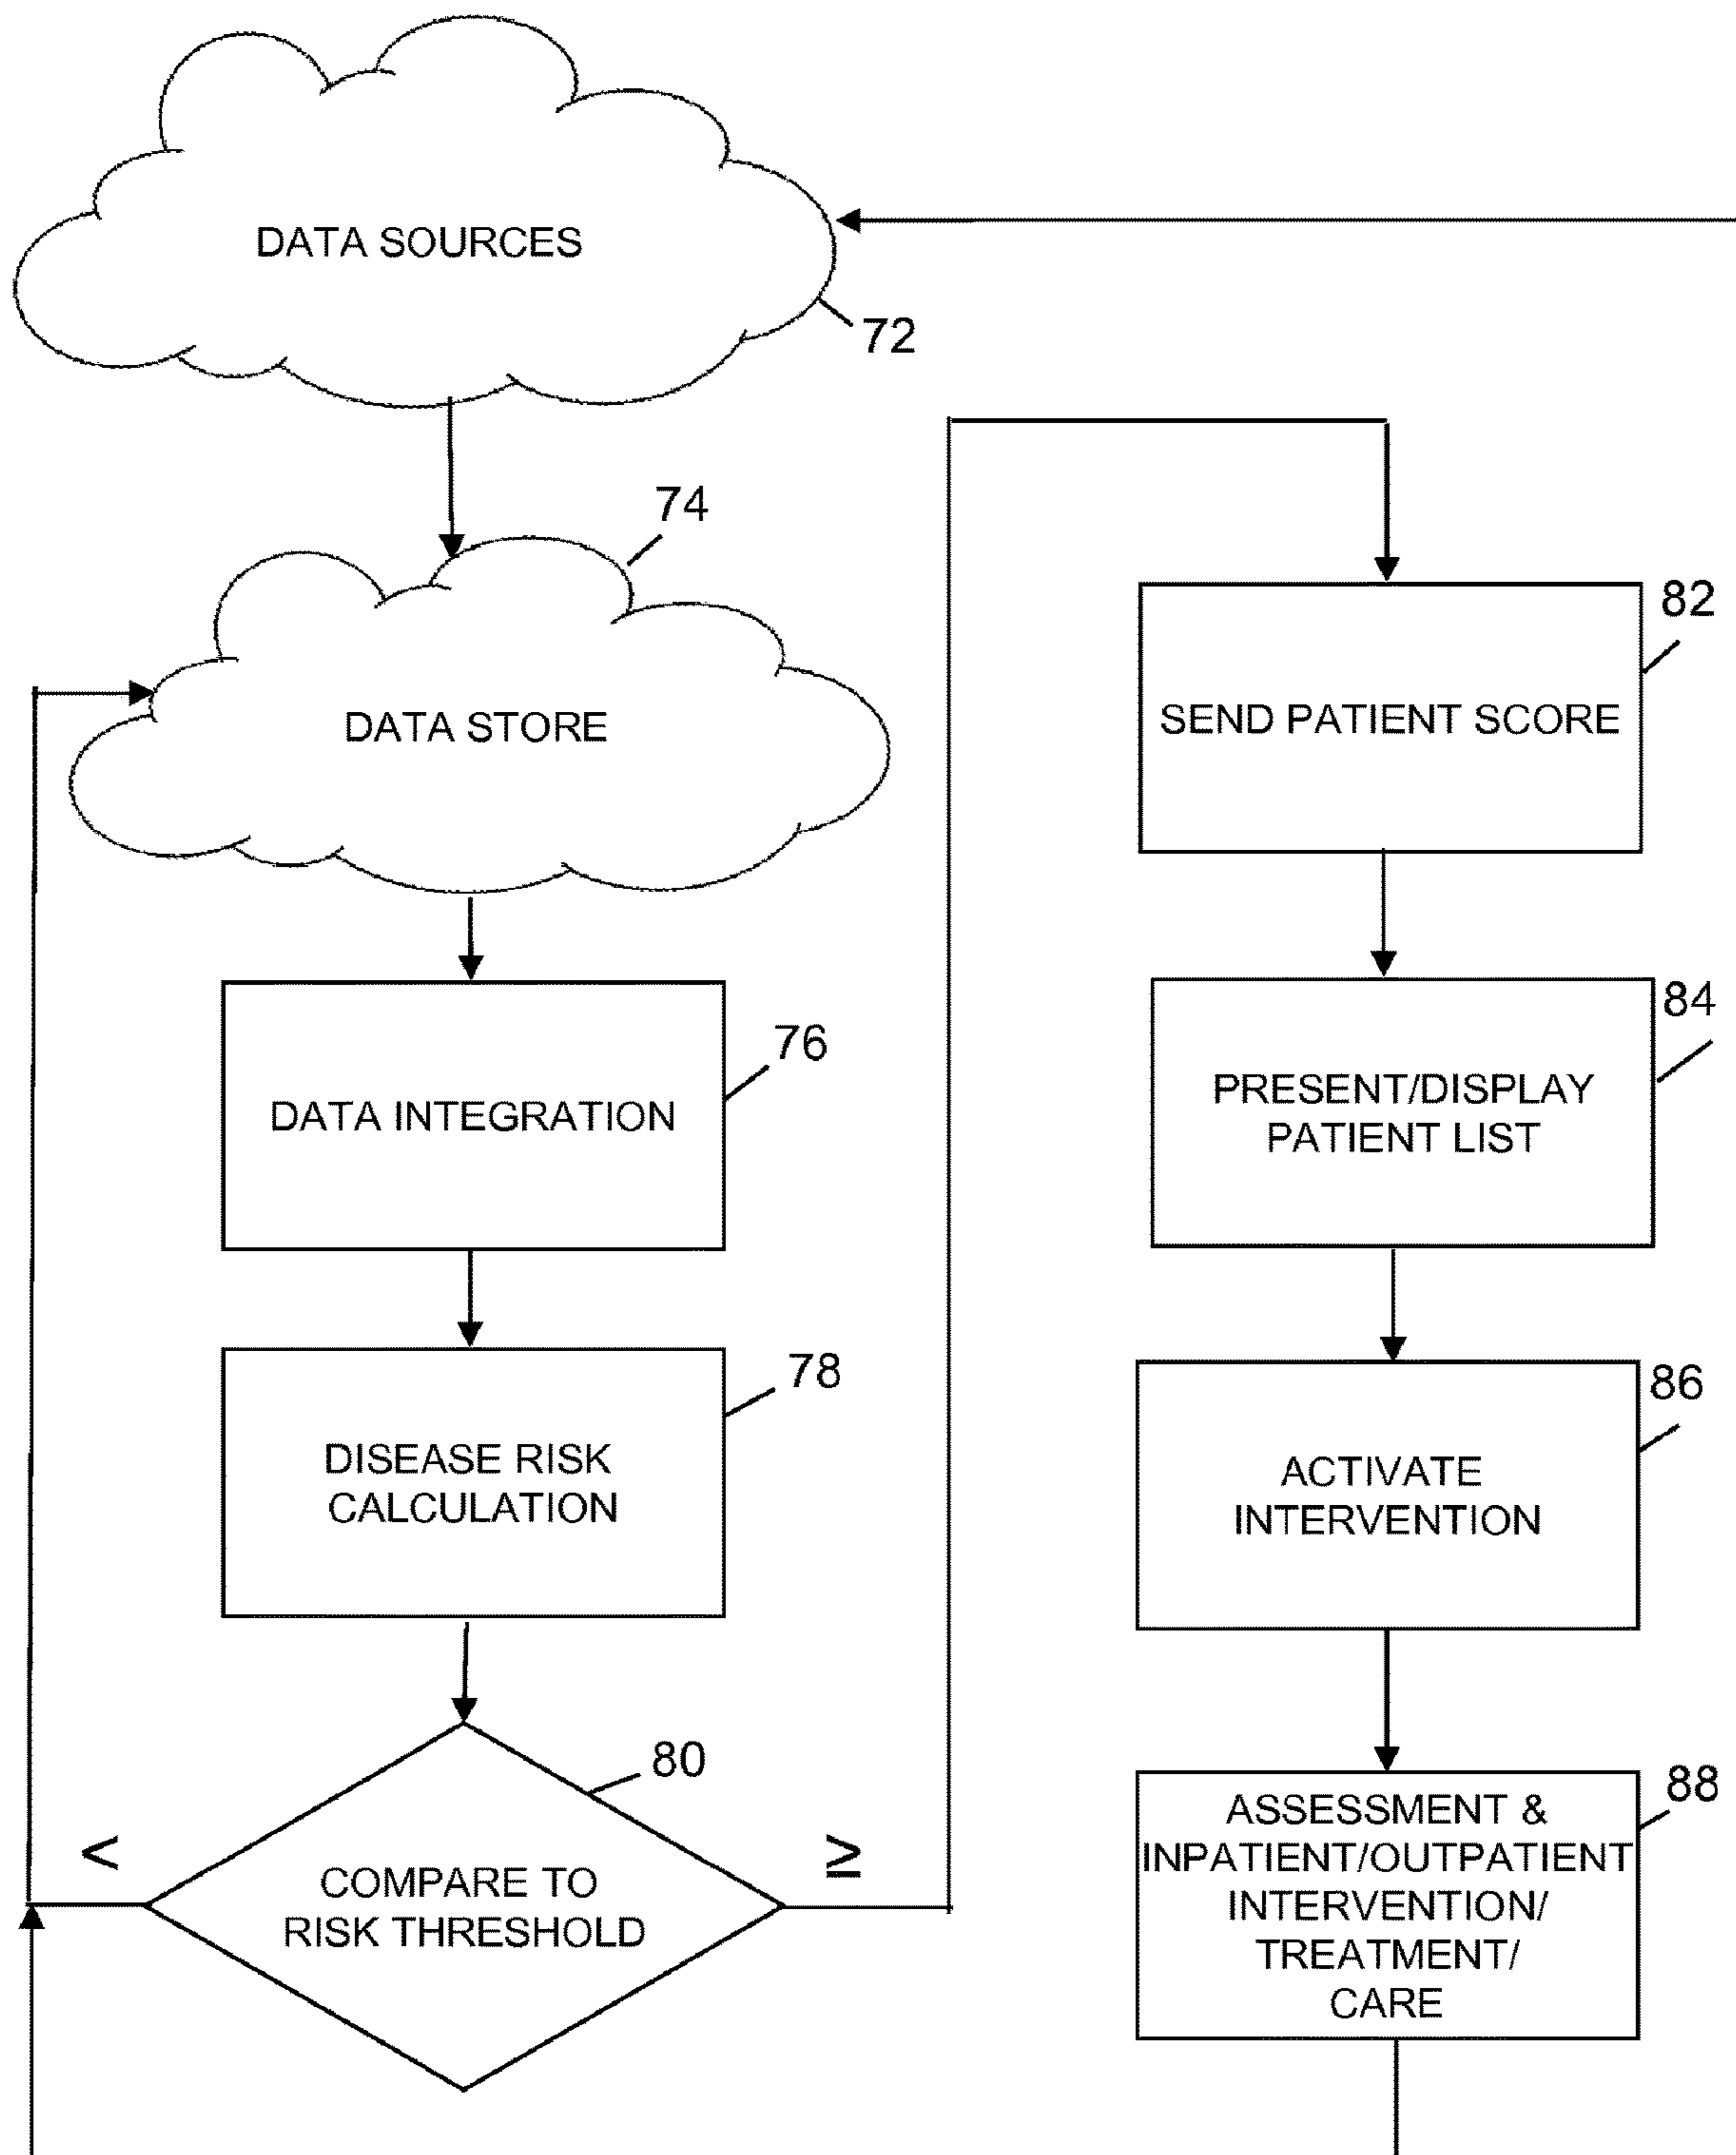 DATA SOURCES
72
74
DATA STORE
76
DATA INTEGRATION
78
DISEASE RISK
CALCULATION
80
<
≥
COMPARE TO
RISK THRESHOLD
82
SEND PATIENT SCORE
84
PRESENT/DISPLAY
PATIENT LIST
86
ACTIVATE
INTERVENTION
88
ASSESSMENT &
INPATIENT/OUTPATIENT
INTERVENTION/
TREATMENT/
CARE